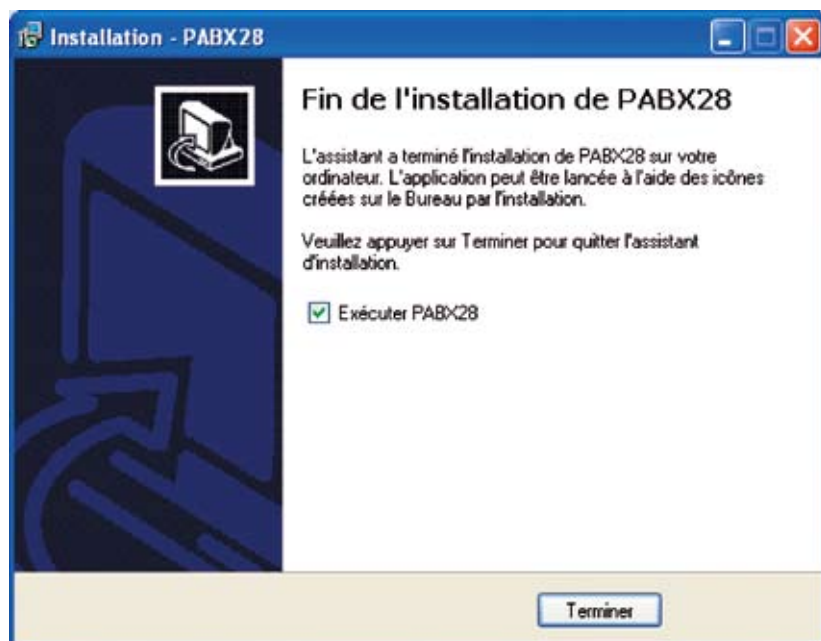 Installation - PABX28
Fin de l'installation de PABX28
L'assistant a terminé l'installation de PABX28 sur votre
ordinateur. L'application peut être lancée à l'aide des icônes
créées sur le Bureau par l'installation.
Veuillez appuyer sur Terminer pour quitter l'assistant
d'installation.
Exécuter PABX28
Terminer